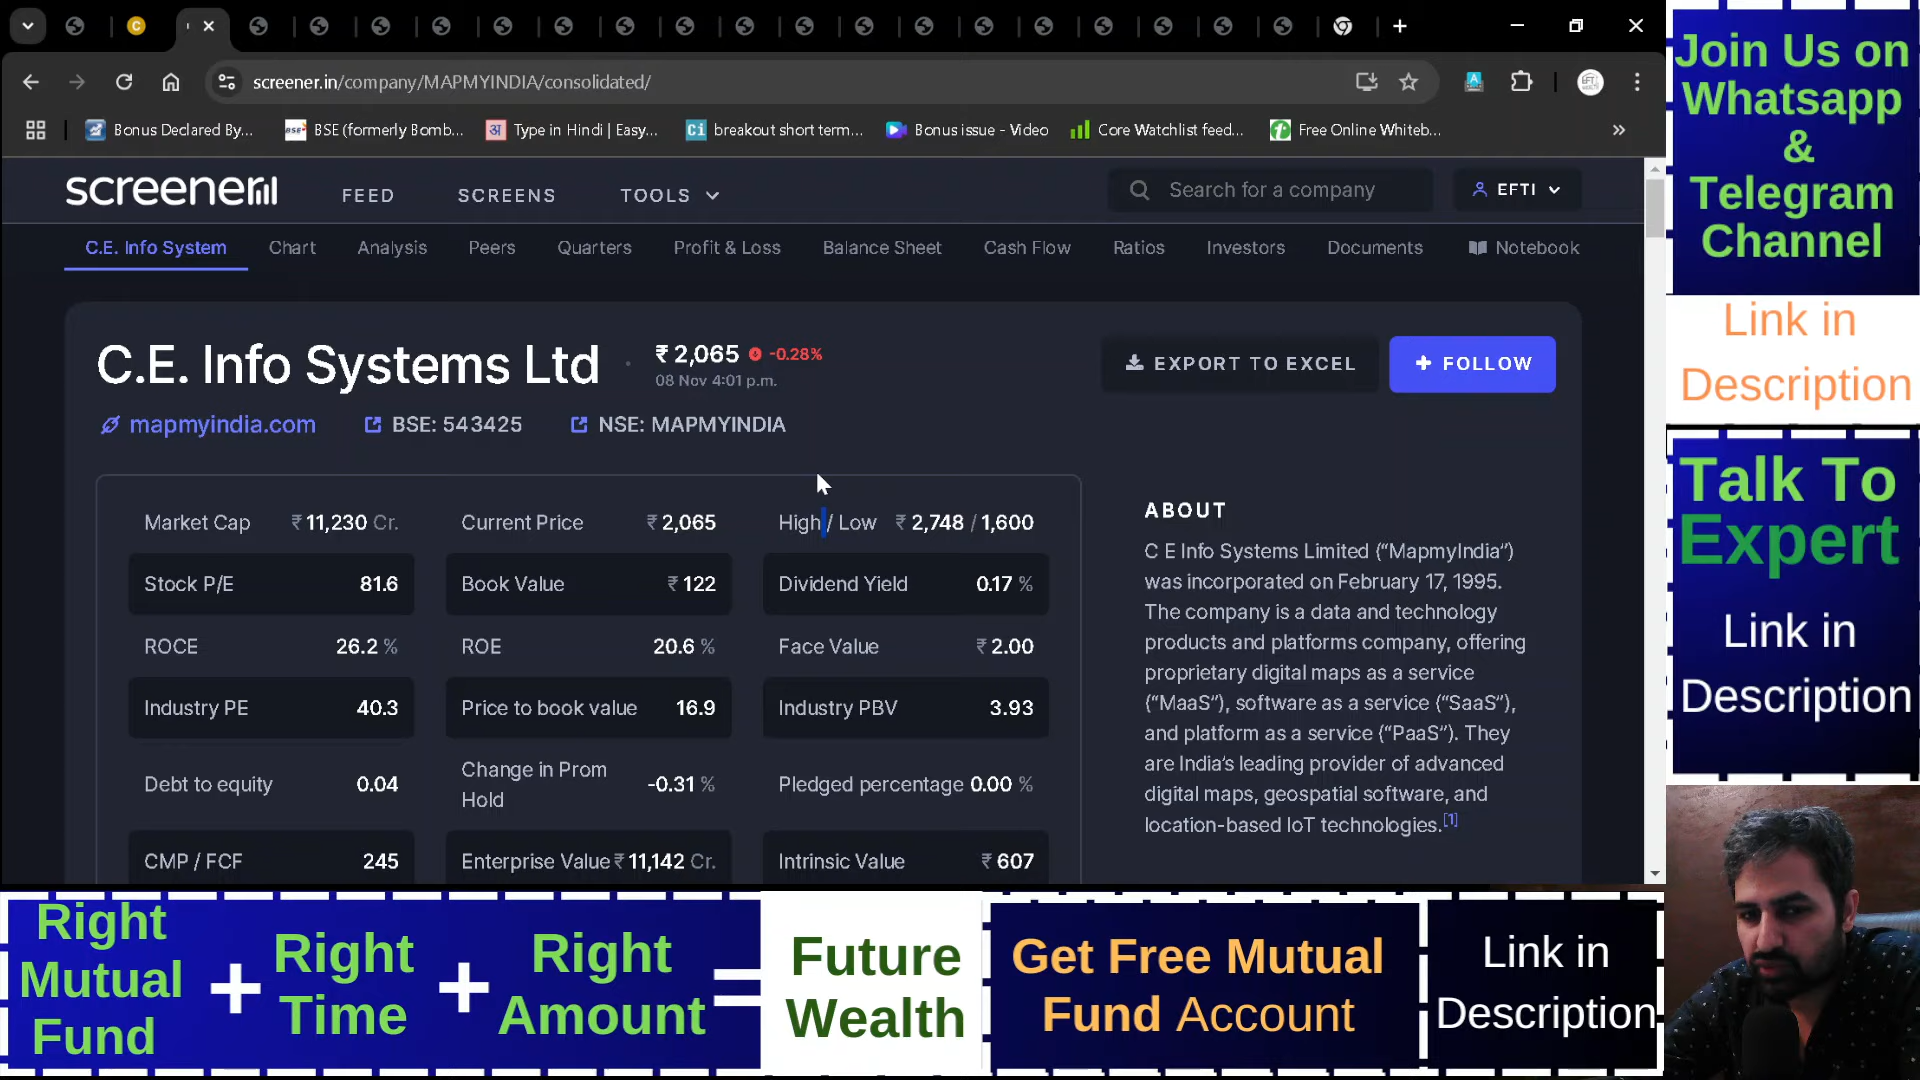 screener.in/company/MAPMYINDIA/consolidated/
Bonus Declared By...
BSE (formerly Bomb...
Type in Hindi | Easy...
breakout short term...
Bonus issue - Video
Core Watchlist feed...
Free Online Whiteb...
screener
FEED
SCREENS
TOOLS
Search for a company
EFTI
C.E. Info System
Chart
Analysis
Peers
Quarters
Profit & Loss
Balance Sheet
Cash Flow
Ratios
Investors
Documents
Notebook
C.E. Info Systems Ltd
₹ 2,065 -0.28%
08 Nov 4:01 p.m.
EXPORT TO EXCEL
+ FOLLOW
mapmyindia.com
BSE: 543425
NSE: MAPMYINDIA
Market Cap ₹ 11,230 Cr.
Current Price ₹ 2,065
High / Low ₹ 2,748 / 1,600
Stock P/E 81.6
Book Value ₹ 122
Dividend Yield 0.17 %
ROCE 26.2 %
ROE 20.6 %
Face Value ₹ 2.00
Industry PE 40.3
Price to book value 16.9
Industry PBV 3.93
Debt to equity 0.04
Change in Prom
Hold -0.31 %
Pledged percentage 0.00 %
CMP / FCF 245
Enterprise Value ₹ 11,142 Cr.
Intrinsic Value ₹ 607
ABOUT
C E Info Systems Limited (“MapmyIndia”)
was incorporated on February 17, 1995.
The company is a data and technology
products and platforms company, offering
proprietary digital maps as a service
(“MaaS”), software as a service (“SaaS”),
and platform as a service (“PaaS”). They
are India’s leading provider of advanced
digital maps, geospatial software, and
location-based IoT technologies.[1]
Join Us on
Whatsapp
&
Telegram
Channel
Link in
Description
Talk To
Expert
Link in
Description
Right
Mutual
Fund
+
Right
Time
+
Right
Amount
=
Future
Wealth
Get Free Mutual
Fund Account
Link in
Description